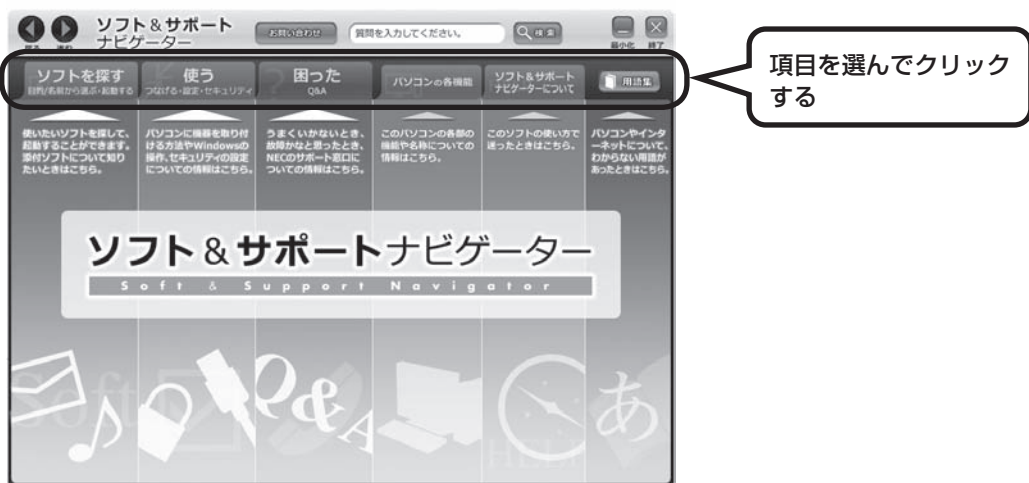 ソフト&サポート
ナビゲーター
戻る 進む
お問い合わせ
質問を入力してください。
検索
最小化 終了
ソフトを探す
目的/名前から選ぶ・起動する
使う
つなげる・設定・セキュリティ
困った
Q&A
パソコンの各機能
ソフト&サポート
ナビゲーターについて
用語集
項目を選んでクリック
する
使いたいソフトを探して、
起動することができます。
添付ソフトについて知り
たいときはこちら。
パソコンに機器を取り付
ける方法やWindowsの
操作、セキュリティの設定
についての情報はこちら。
うまくいかないとき、
故障かなと思ったとき、
NECのサポート窓口に
ついての情報はこちら。
このパソコンの各部の
機能や名称についての
情報はこちら。
このソフトの使い方で
迷ったときはこちら。
パソコンやインタ
ーネットについて、
わからない用語が
あったときはこちら。
ソフト&サポートナビゲーター
Soft & Support Navigator
Soft
Q&A
HELP
あ